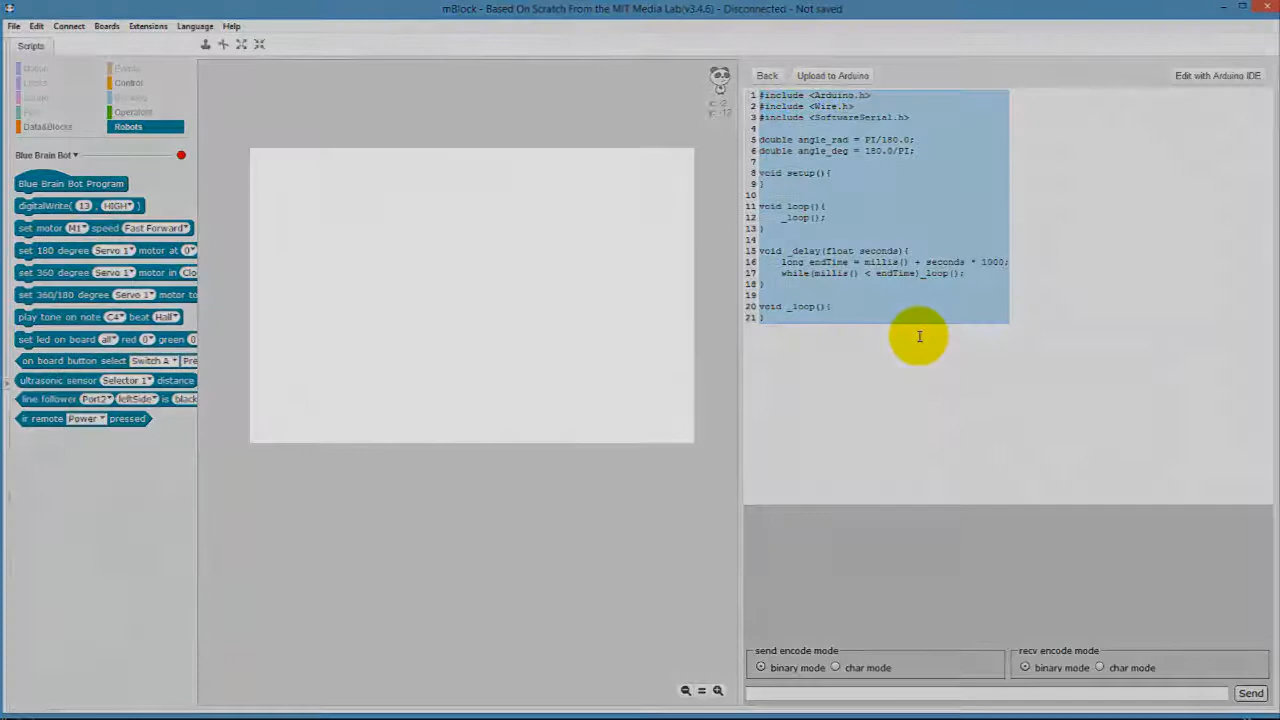 mBlock - Based On Scratch From the MIT Media Lab(v3.4.6) - Disconnected - Not saved
File Edit Connect Boards Extensions Language Help
Scripts
Motion Events
Looks Control
Sound Sensing
Pen Operators
Data&Blocks Robots
Blue Brain Bot
Blue Brain Bot Program
digitalWrite( 13 , HIGH )
set motor M1 speed Fast Forward
set 180 degree Servo 1 motor at 0
set 360 degree Servo 1 motor in Clo
set 360/180 degree Servo 1 motor to
play tone on note C4 beat Half
set led on board all red 0 green 0
on board button select Switch A Pre
ultrasonic sensor Selector 1 distance
line follower Port2 leftSide is black
ir remote Power pressed
x: -2
y: -12
Back Upload to Arduino Edit with Arduino IDE
1 #include <Arduino.h>
2 #include <Wire.h>
3 #include <SoftwareSerial.h>
4
5 double angle_rad = PI/180.0;
6 double angle_deg = 180.0/PI;
7
8 void setup(){
9 }
10
11 void loop(){
12 _loop();
13 }
14
15 void _delay(float seconds){
16 long endTime = millis() + seconds * 1000;
17 while(millis() < endTime)_loop();
18 }
19
20 void _loop(){
21 }
send encode mode
binary mode char mode
recv encode mode
binary mode char mode
Send